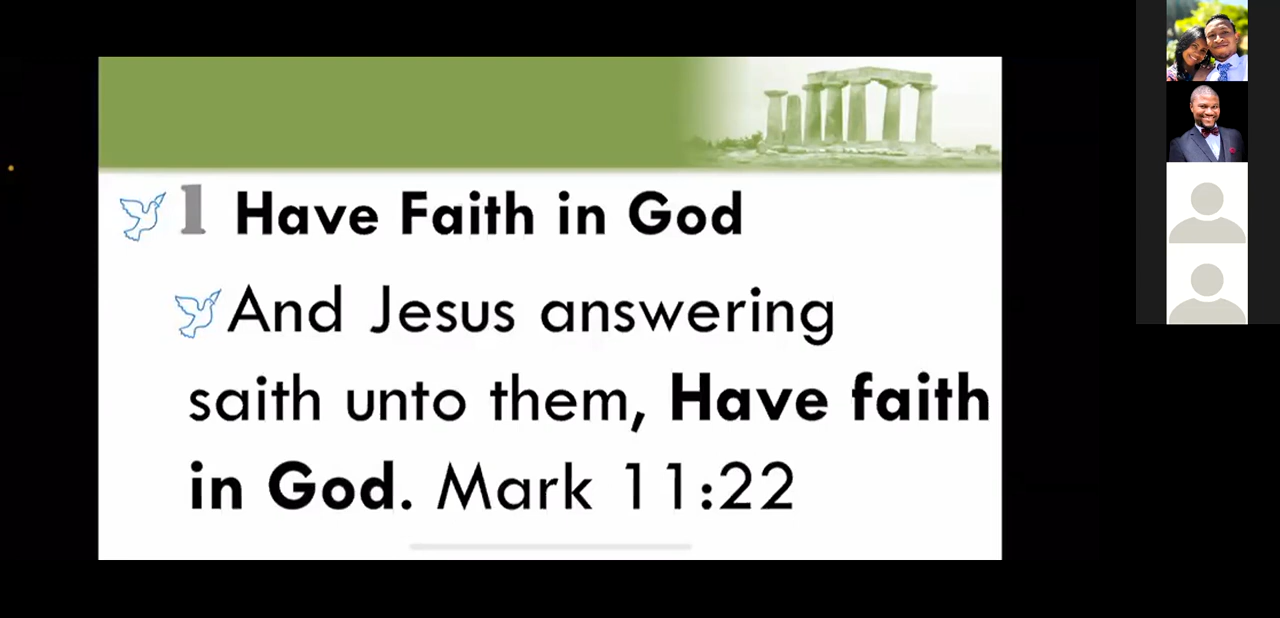 1 Have Faith in God
And Jesus answering
saith unto them, Have faith
in God. Mark 11:22